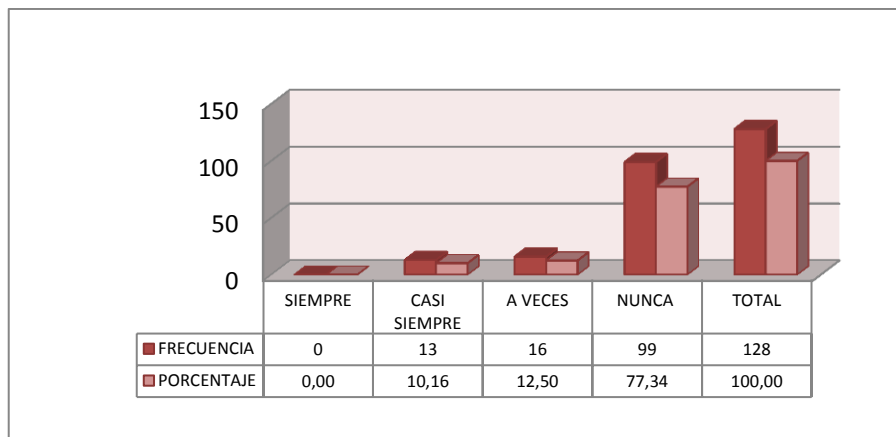 150
100
50
0
SIEMPRE CASI SIEMPRE A VECES NUNCA TOTAL
FRECUENCIA 0 13 16 99 128
PORCENTAJE 0,00 10,16 12,50 77,34 100,00